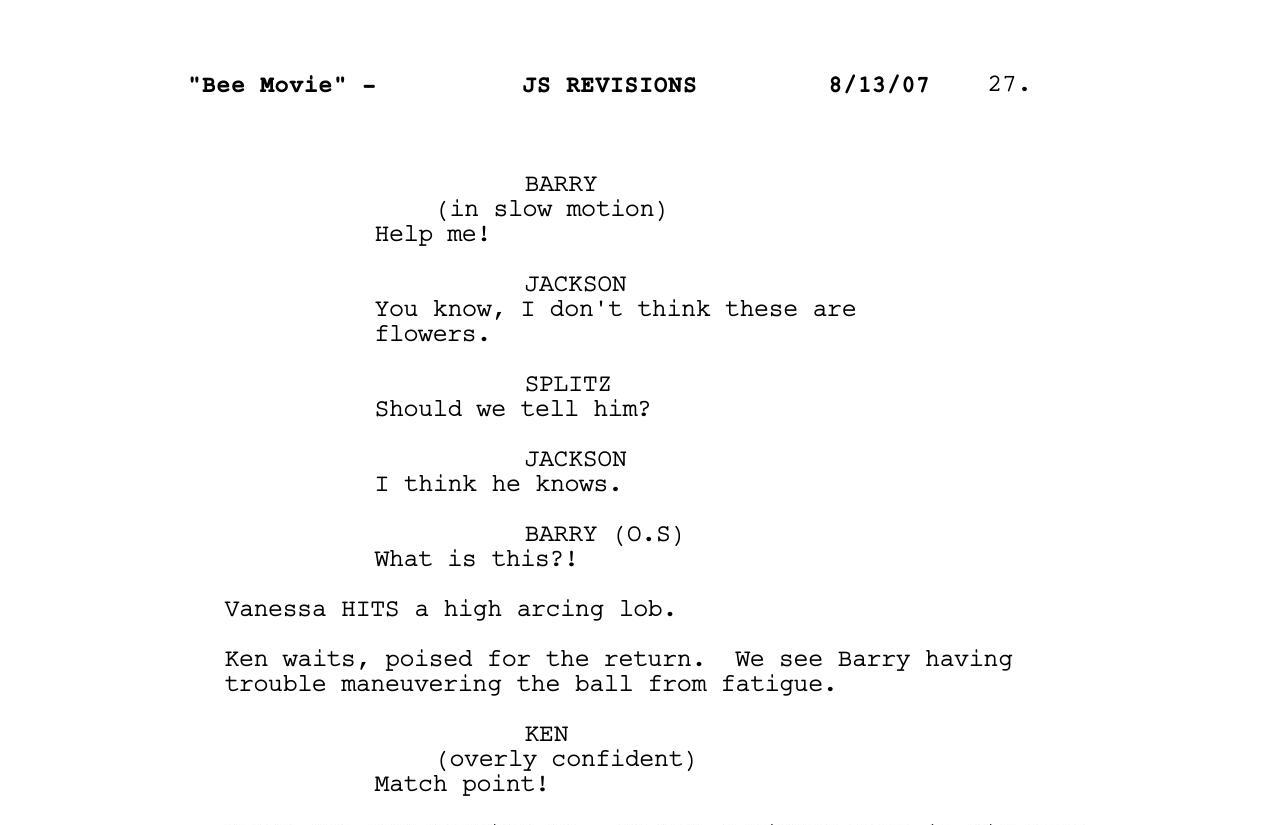 "Bee Movie" - JS REVISIONS 8/13/07 27.
BARRY
(in slow motion)
Help me!
JACKSON
You know, I don't think these are
flowers.
SPLITZ
Should we tell him?
JACKSON
I think he knows.
BARRY (O.S)
What is this?!
Vanessa HITS a high arcing lob.
Ken waits, poised for the return.  We see Barry having
trouble maneuvering the ball from fatigue.
KEN
(overly confident)
Match point!